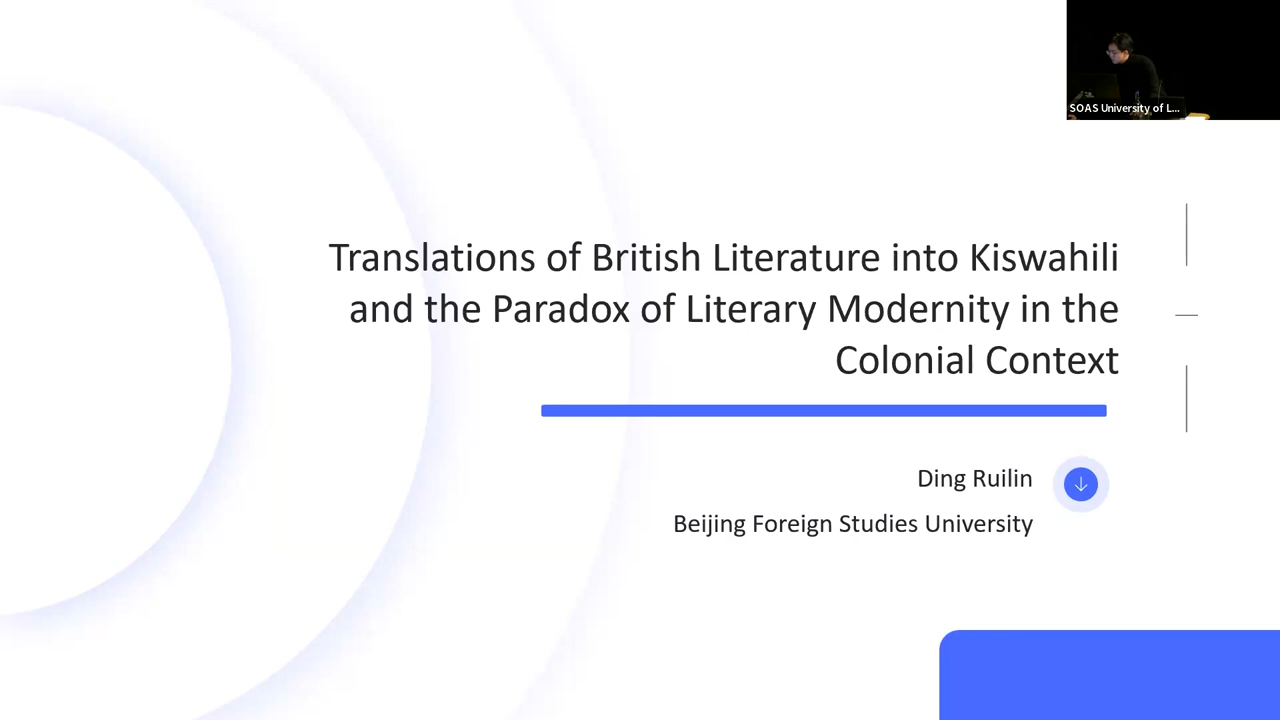 SOAS University of L...
Translations of British Literature into Kiswahili
and the Paradox of Literary Modernity in the
Colonial Context
Ding Ruilin
Beijing Foreign Studies University